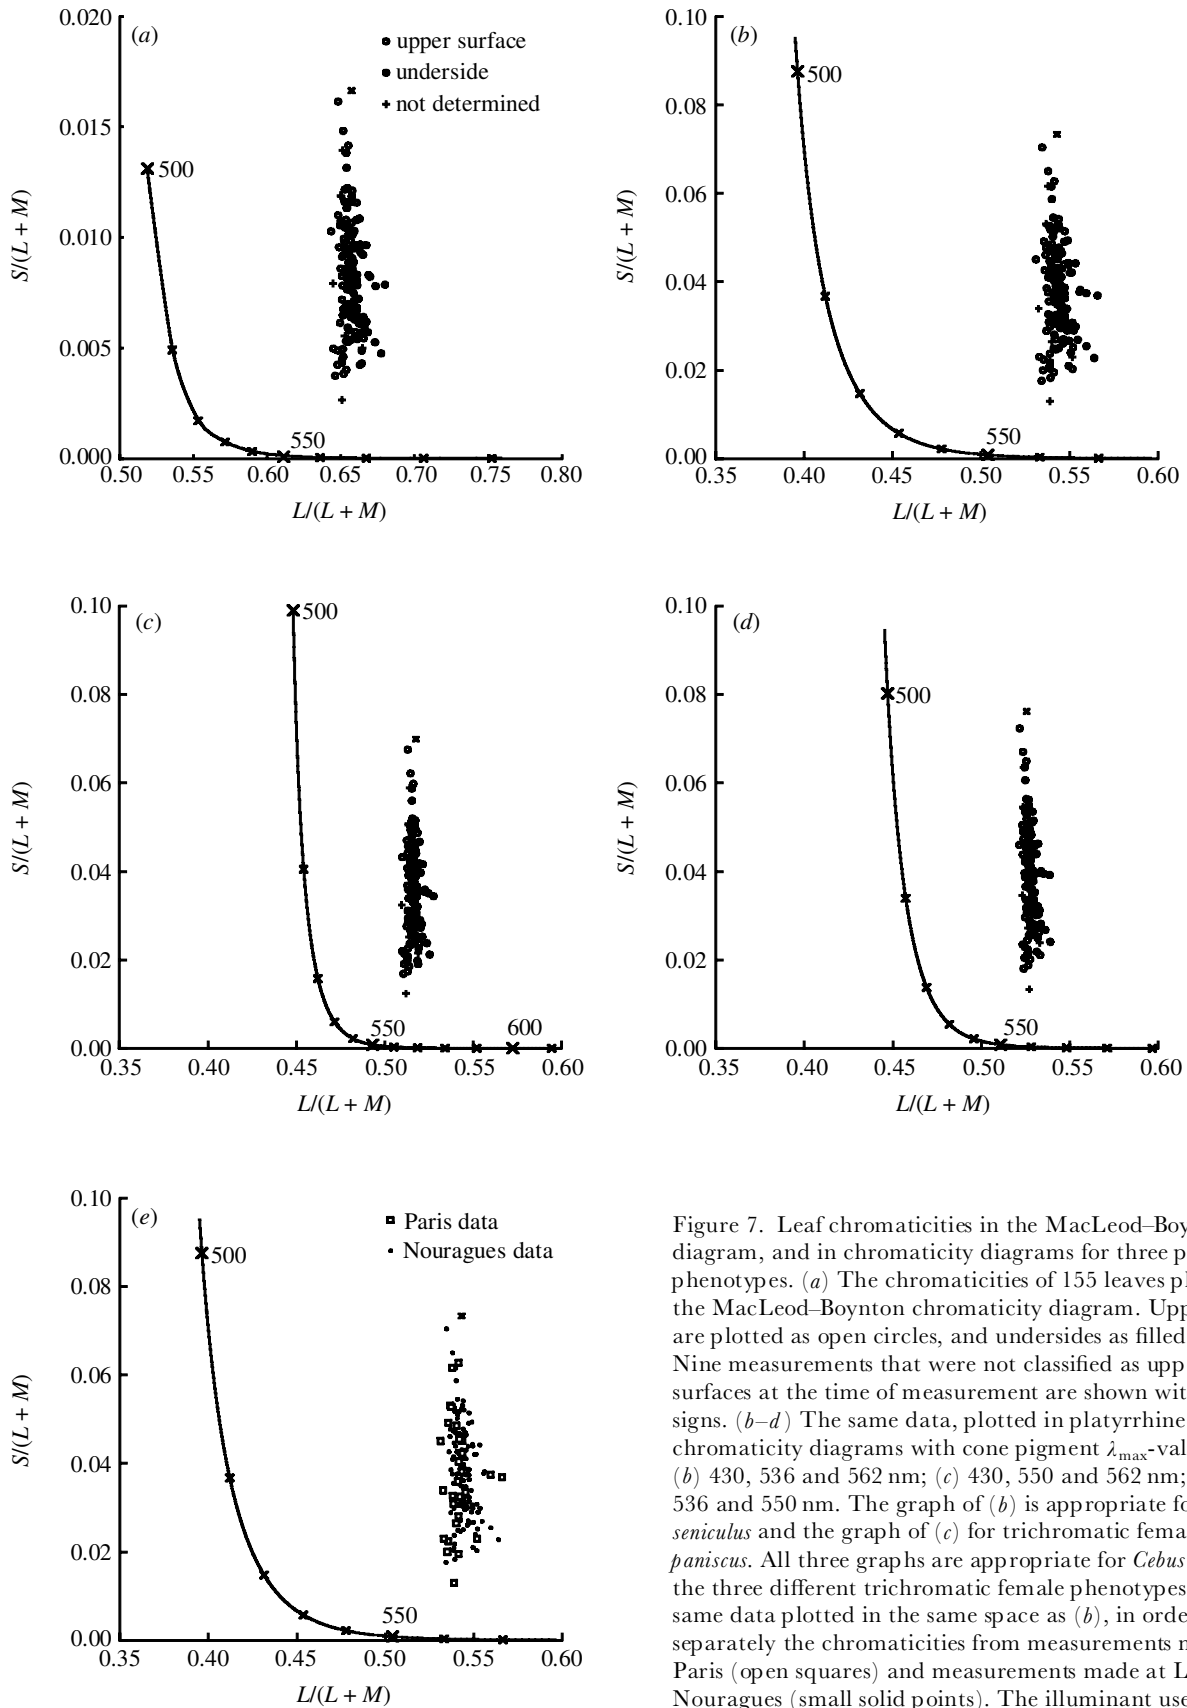 0.020
(a)
upper surface
underside
not determined
0.015
500
0.010
0.005
550
0.000
0.50
0.55
0.60
0.65
0.70
0.75
0.80
S/(L + M)
L/(L + M)
0.10
(b)
500
0.08
0.06
0.04
0.02
550
0.00
0.35
0.40
0.45
0.50
0.55
0.60
S/(L + M)
L/(L + M)
0.10
(c)
500
0.08
0.06
0.04
0.02
550
600
0.00
0.35
0.40
0.45
0.50
0.55
0.60
S/(L + M)
L/(L + M)
0.10
(d)
500
0.08
0.06
0.04
0.02
550
0.00
0.35
0.40
0.45
0.50
0.55
0.60
S/(L + M)
L/(L + M)
0.10
(e)
Paris data
Nouragues data
500
0.08
0.06
0.04
0.02
550
0.00
0.35
0.40
0.45
0.50
0.55
0.60
S/(L + M)
L/(L + M)
Figure 7. Leaf chromaticities in the MacLeod–Boy
diagram, and in chromaticity diagrams for three p
phenotypes. (a) The chromaticities of 155 leaves pl
the MacLeod–Boynton chromaticity diagram. Upp
are plotted as open circles, and undersides as filled
Nine measurements that were not classified as upp
surfaces at the time of measurement are shown wit
signs. (b–d) The same data, plotted in platyrrhine
chromaticity diagrams with cone pigment λmax-val
(b) 430, 536 and 562 nm; (c) 430, 550 and 562 nm;
536 and 550 nm. The graph of (b) is appropriate fo
seniculus and the graph of (c) for trichromatic fema
paniscus. All three graphs are appropriate for Cebus
the three different trichromatic female phenotypes
same data plotted in the same space as (b), in orde
separately the chromaticities from measurements m
Paris (open squares) and measurements made at L
Nouragues (small solid points). The illuminant use